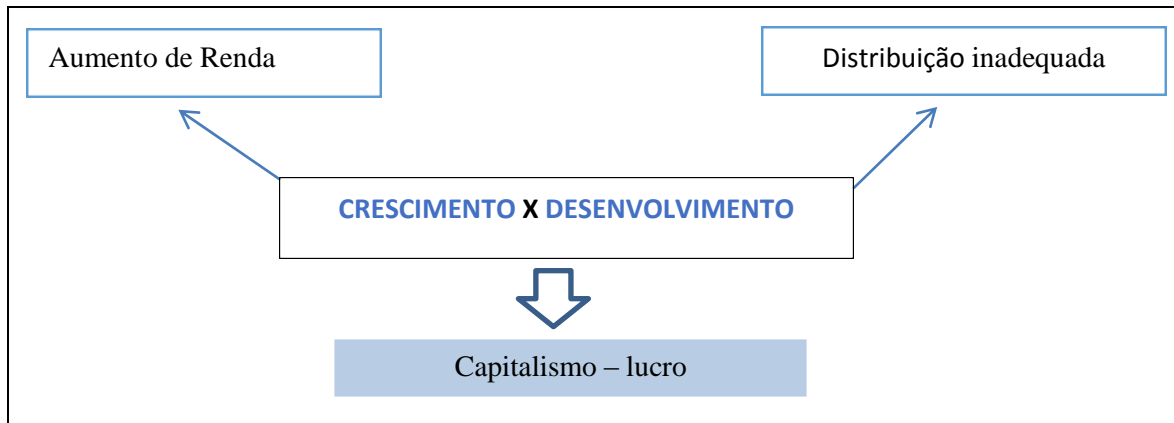 Aumento de Renda
Distribuição inadequada
CRESCIMENTO X DESENVOLVIMENTO
Capitalismo – lucro